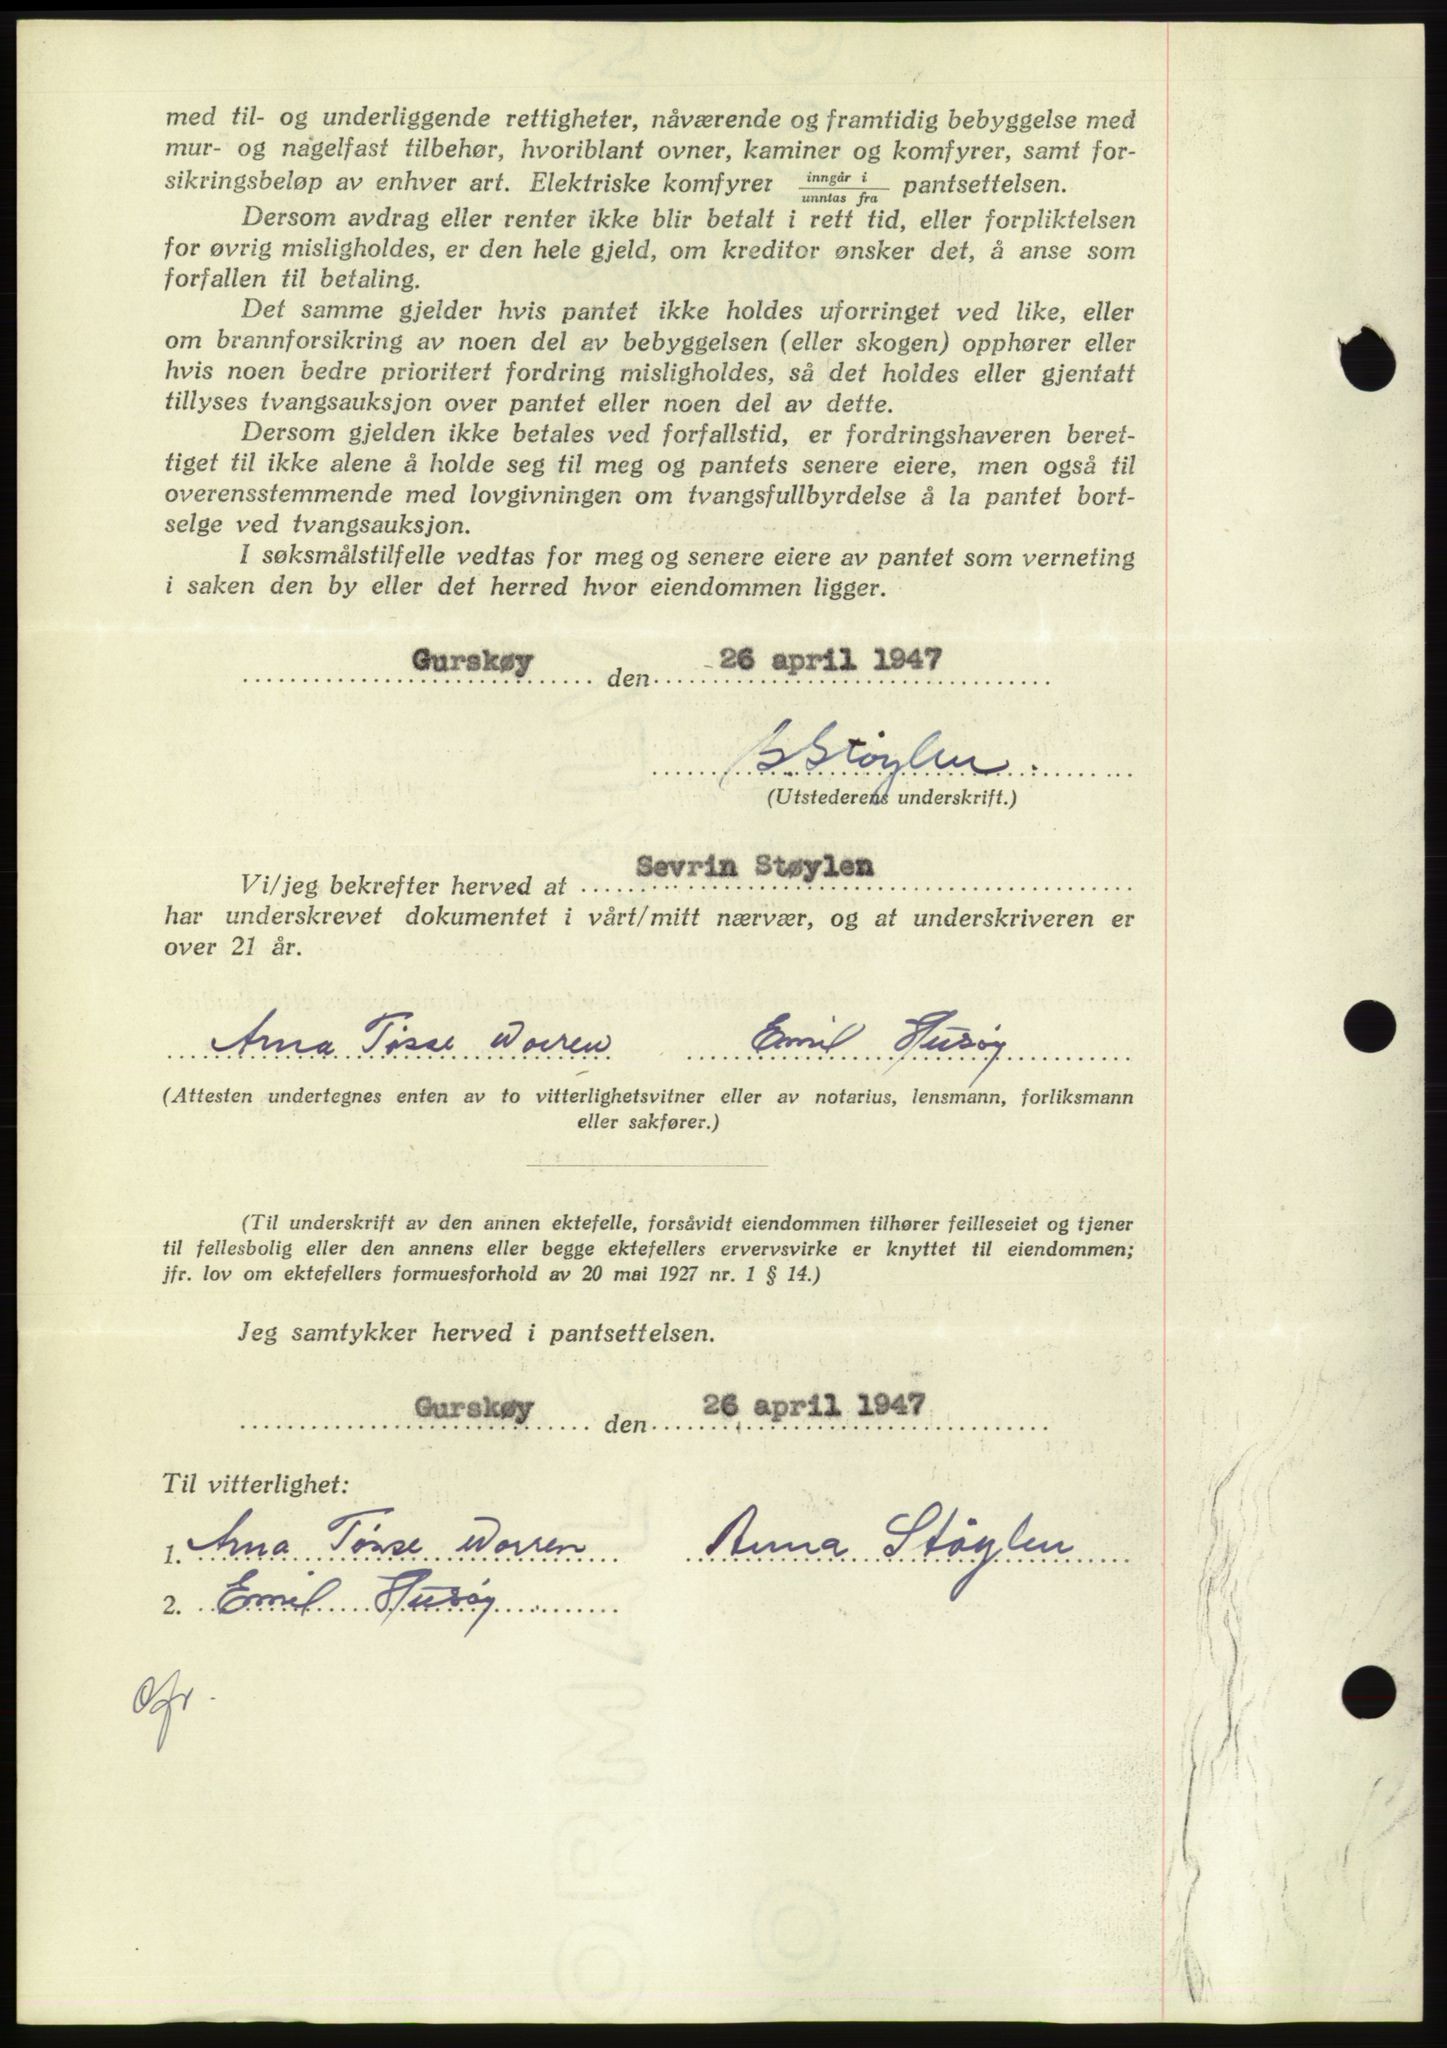 med til- og underliggende rettigheter, nåværende og framtidig bebyggelse med
mur- og nagelfast tilbehør, hvoriblant ovner, kaminer og komfyrer, samt for-
sikringsbeløp av enhver art. Elektriske komfyrer inngår i / unntas fra pantsettelsen.
Dersom avdrag eller renter ikke blir betalt i rett tid, eller forpliktelsen
for øvrig misligholdes, er den hele gjeld, om kreditor ønsker det, å anse som
forfallen til betaling.
Det samme gjelder hvis pantet ikke holdes uforringet ved like, eller
om brannforsikring av noen del av bebyggelsen (eller skogen) opphører eller
hvis noen bedre prioritert fordring misligholdes, så det holdes eller gjentatt
tillyses tvangsauksjon over pantet eller noen del av dette.
Dersom gjelden ikke betales ved forfallstid, er fordringshaveren beret-
tiget til ikke alene å holde seg til meg og pantets senere eiere, men også til
overensstemmende med lovgivningen om tvangsfullbyrdelse å la pantet bort-
selge ved tvangsauksjon.
I søksmålstilfelle vedtas for meg og senere eiere av pantet som verneting
i saken den by eller det herred hvor eiendommen ligger.
Gurskøy den 26 april 1947
S Støylen
(Utstederens underskrift.)
Vi/jeg bekrefter herved at Sevrin Støylen
har underskrevet dokumentet i vårt/mitt nærvær, og at underskriveren er
over 21 år.
Arna Tøsse Worren Emil Husøy
(Attesten undertegnes enten av to vitterlighetsvitner eller av notarius, lensmann, forliksmann
eller sakfører.)
(Til underskrift av den annen ektefelle, forsåvidt eiendommen tilhører feilleseiet og tjener
til fellesbolig eller den annens eller begge ektefellers ervervsvirke er knyttet til eiendommen;
jfr. lov om ektefellers formuesforhold av 20 mai 1927 nr. 1 § 14.)
Jeg samtykker herved i pantsettelsen.
Gurskøy den 26 april 1947
Til vitterlighet:
1. Arna Tøsse Worren Anna Støylen
2. Emil Husøy